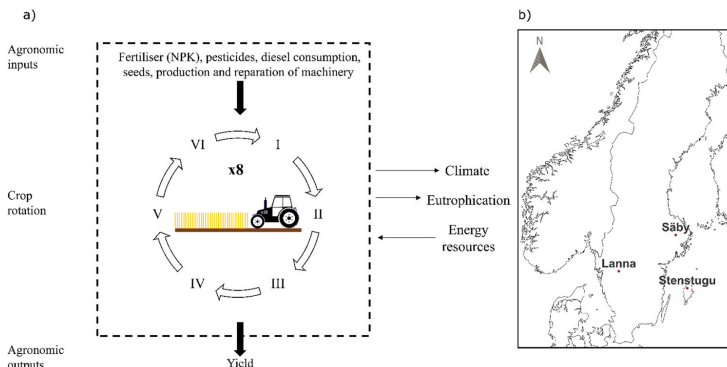 a)
Agronomic
inputs
Fertiliser (NPK), pesticides, diesel consumption,
seeds, production and reparation of machinery
VI
I
x8
Crop
rotation
V
II
IV
III
Climate
Eutrophication
Energy
resources
Agronomic
outputs
Yield
b)
N
Säby
Lanna
Stenstugu